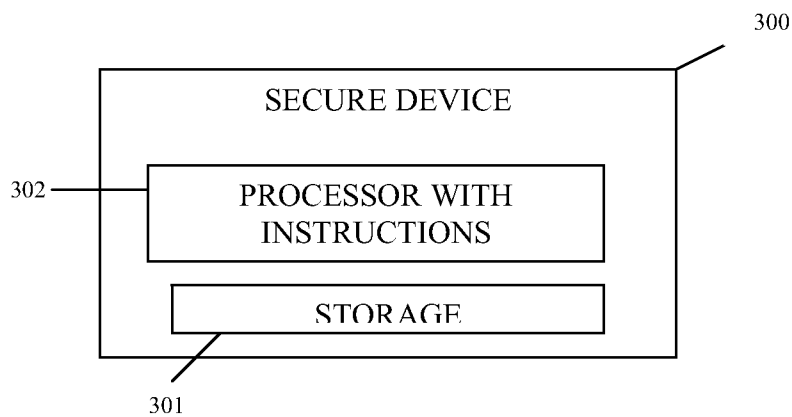 300
SECURE DEVICE
302
PROCESSOR WITH
INSTRUCTIONS
STORAGE
301